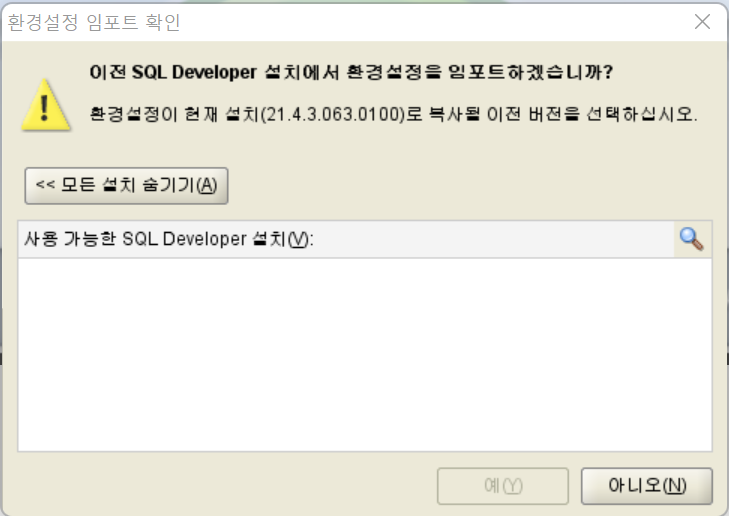 환경설정 임포트 확인
이전 SQL Developer 설치에서 환경설정을 임포트하겠습니까?
환경설정이 현재 설치(21.4.3.063.0100)로 복사될 이전 버전을 선택하십시오.
<< 모든 설치 숨기기(A)
사용 가능한 SQL Developer 설치(V):
예(Y) 아니오(N)